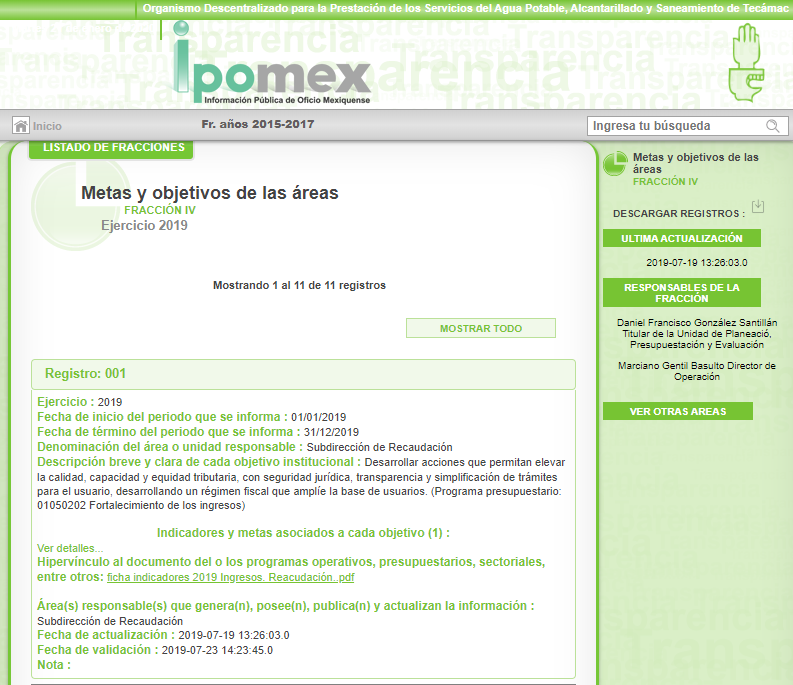 Organismo Descentralizado para la Prestación de los Servicios del Agua Potable, Alcantarillado y Saneamiento de Tecámac
ipomex
Información Pública de Oficio Mexiquense
Inicio
Fr. años 2015-2017
Ingresa tu búsqueda
LISTADO DE FRACCIONES
Metas y objetivos de las áreas
FRACCIÓN IV
Ejercicio 2019
Mostrando 1 al 11 de 11 registros
MOSTRAR TODO
Registro: 001
Ejercicio : 2019
Fecha de inicio del periodo que se informa : 01/01/2019
Fecha de término del periodo que se informa : 31/12/2019
Denominación del área o unidad responsable : Subdirección de Recaudación
Descripción breve y clara de cada objetivo institucional : Desarrollar acciones que permitan elevar
la calidad, capacidad y equidad tributaria, con seguridad jurídica, transparencia y simplificación de trámites
para el usuario, desarrollando un régimen fiscal que amplíe la base de usuarios. (Programa presupuestario:
01050202 Fortalecimiento de los ingresos)
Indicadores y metas asociados a cada objetivo (1) :
Ver detalles...
Hipervínculo al documento del o los programas operativos, presupuestarios, sectoriales,
entre otros: ficha indicadores 2019 Ingresos. Reacudación..pdf
Área(s) responsable(s) que genera(n), posee(n), publica(n) y actualizan la información :
Subdirección de Recaudación
Fecha de actualización : 2019-07-19 13:26:03.0
Fecha de validación : 2019-07-23 14:23:45.0
Nota :
Metas y objetivos de las
áreas
FRACCIÓN IV
DESCARGAR REGISTROS :
ULTIMA ACTUALIZACIÓN
2019-07-19 13:26:03.0
RESPONSABLES DE LA
FRACCIÓN
Daniel Francisco González Santillán
Titular de la Unidad de Planeació,
Presupuestación y Evaluación
Marciano Gentil Basulto Director de
Operación
VER OTRAS AREAS